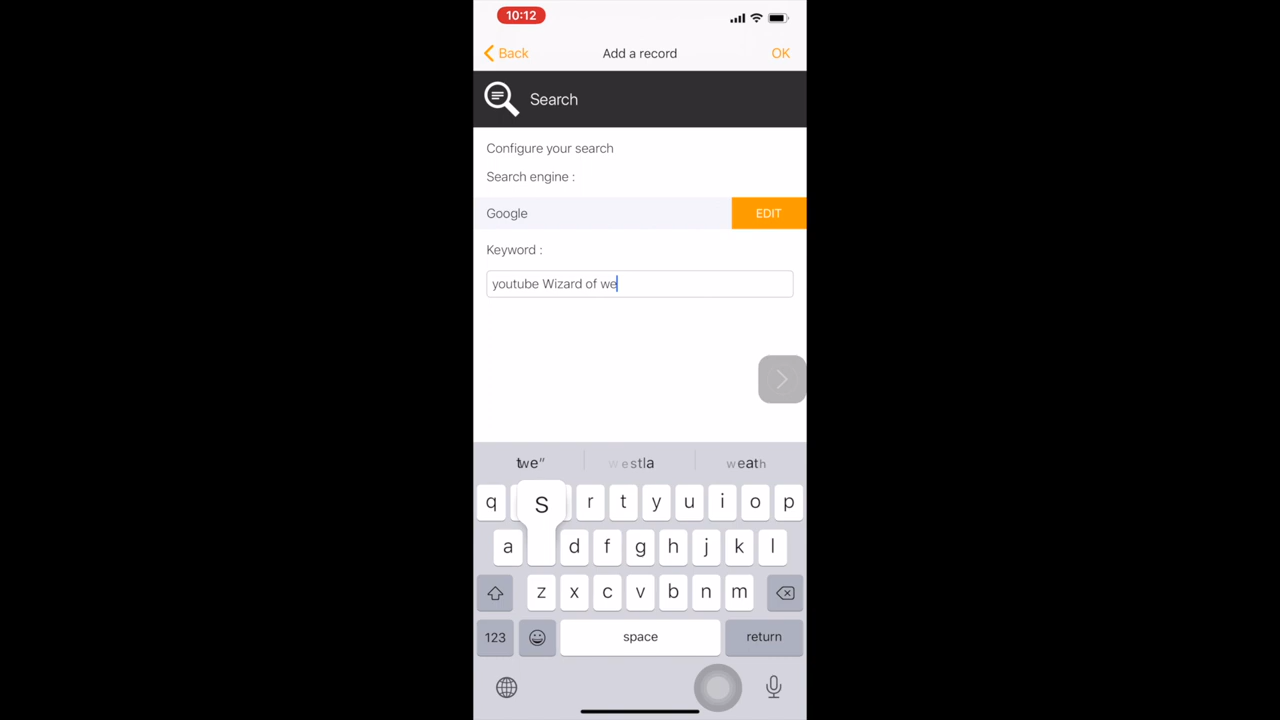 10:12
Back Add a record OK
Search
Configure your search
Search engine :
Google EDIT
Keyword :
youtube Wizard of we
westla weath
q S r t y u i o p
a d f g h j k l
z x c v b n m
123 space return